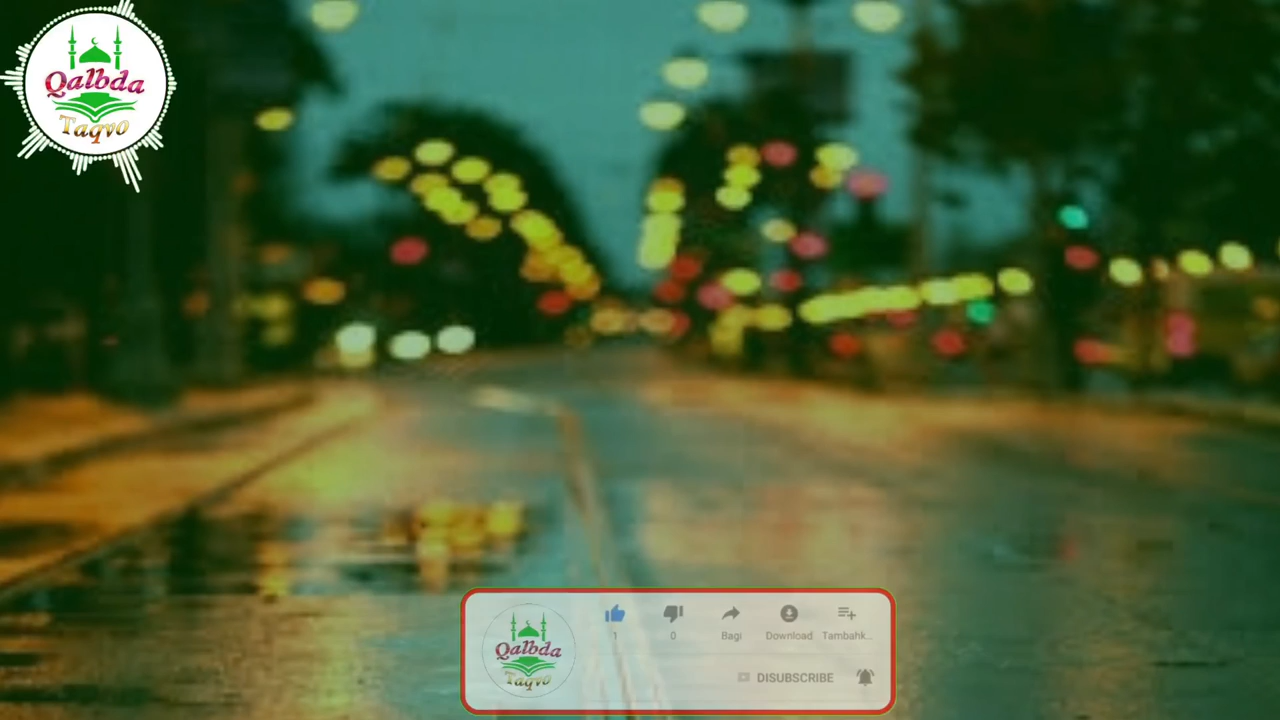 Qalbda
Taqvo
Qalbda
Taqvo
1 0 Bagi Download Tambahk...
DISUBSCRIBE